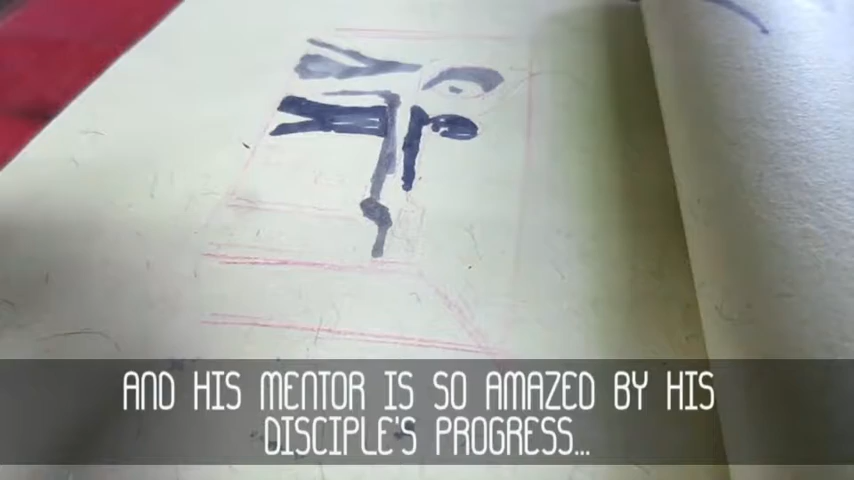 AND HIS MENTOR IS SO AMAZED BY HIS
DISCIPLE'S PROGRESS...